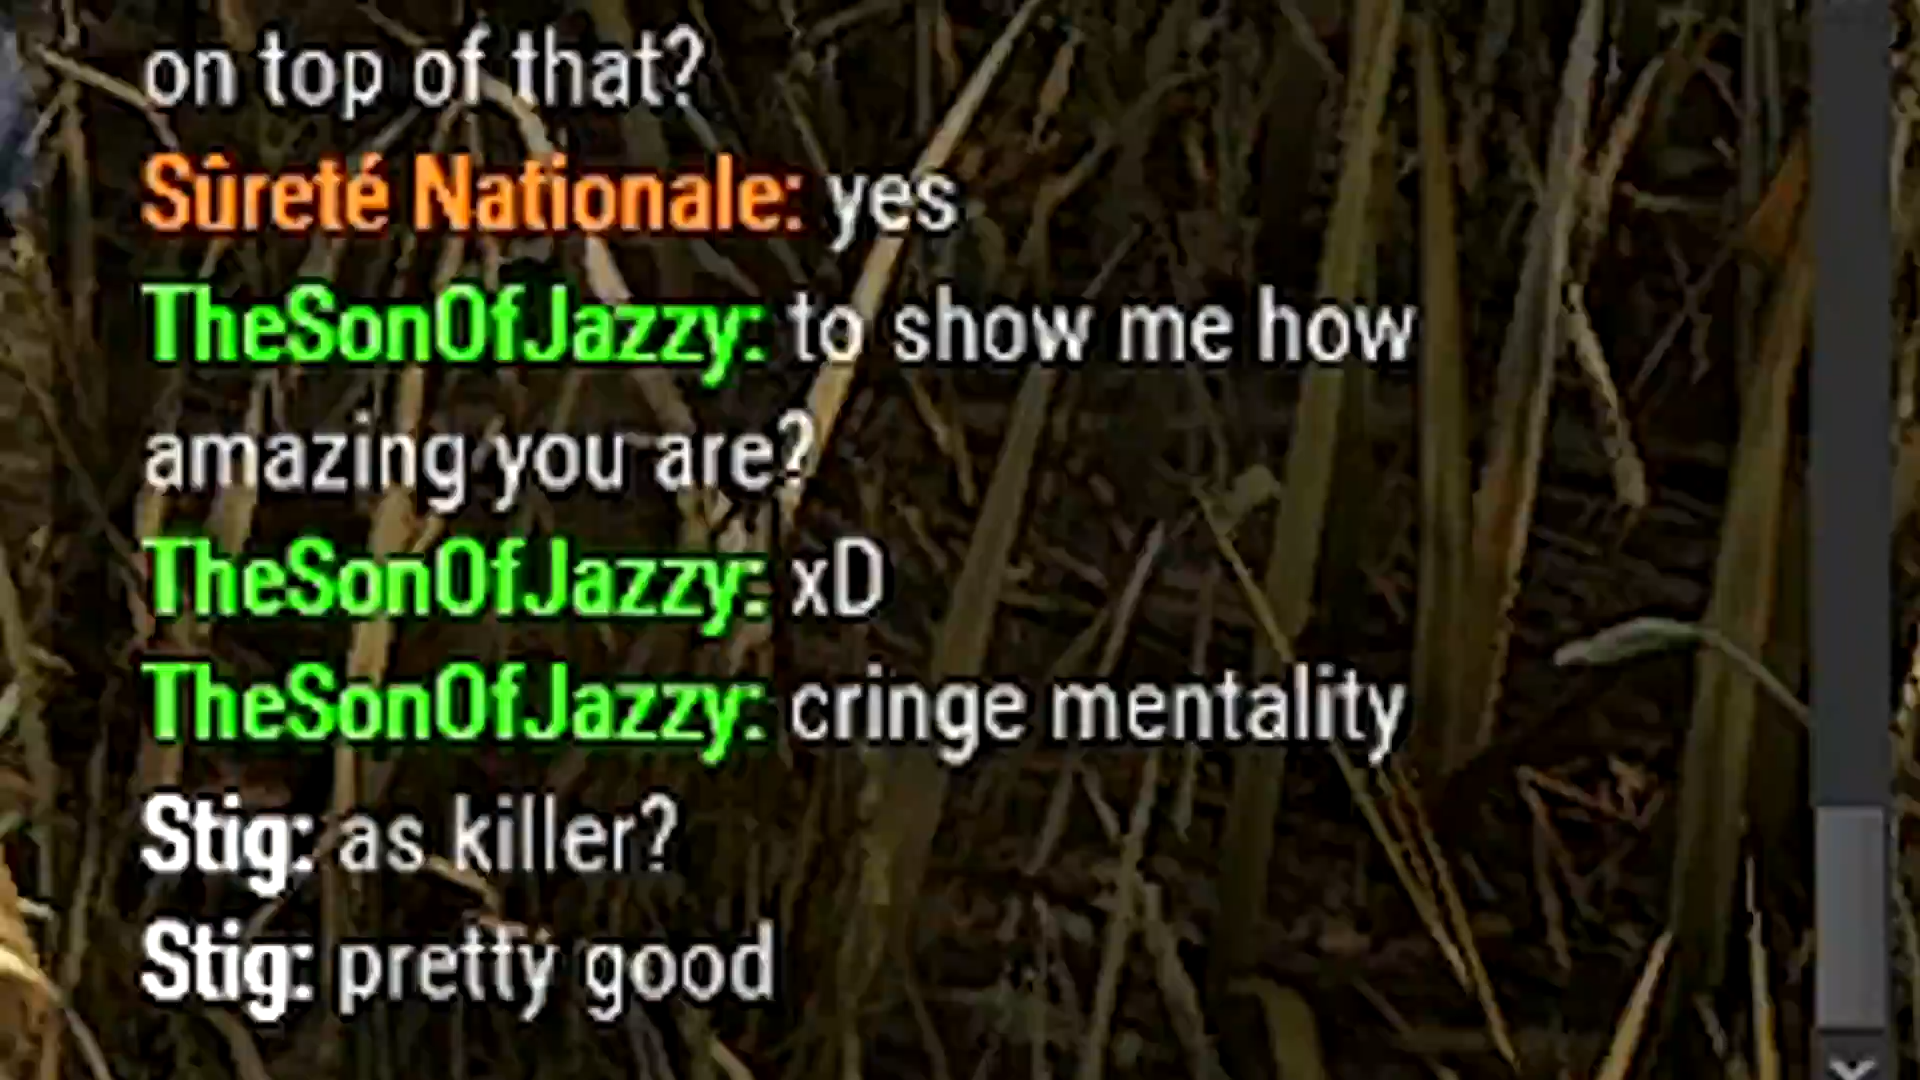 on top of that?
Sûreté Nationale: yes
TheSonOfJazzy: to show me how
amazing you are?
TheSonOfJazzy: xD
TheSonOfJazzy: cringe mentality
Stig: as killer?
Stig: pretty good